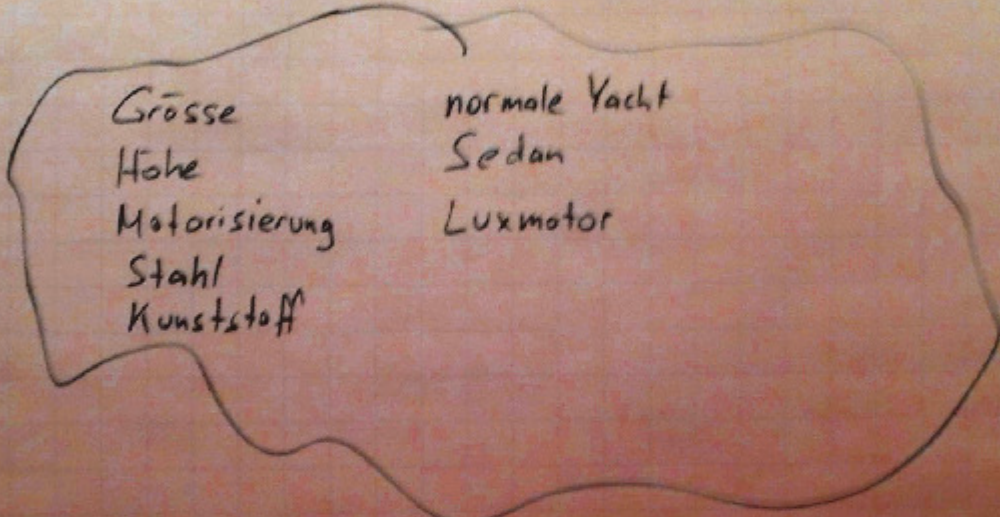 Grösse
Höhe
Motorisierung
Stahl
Kunststoff
normale Yacht
Sedan
Luxmotor